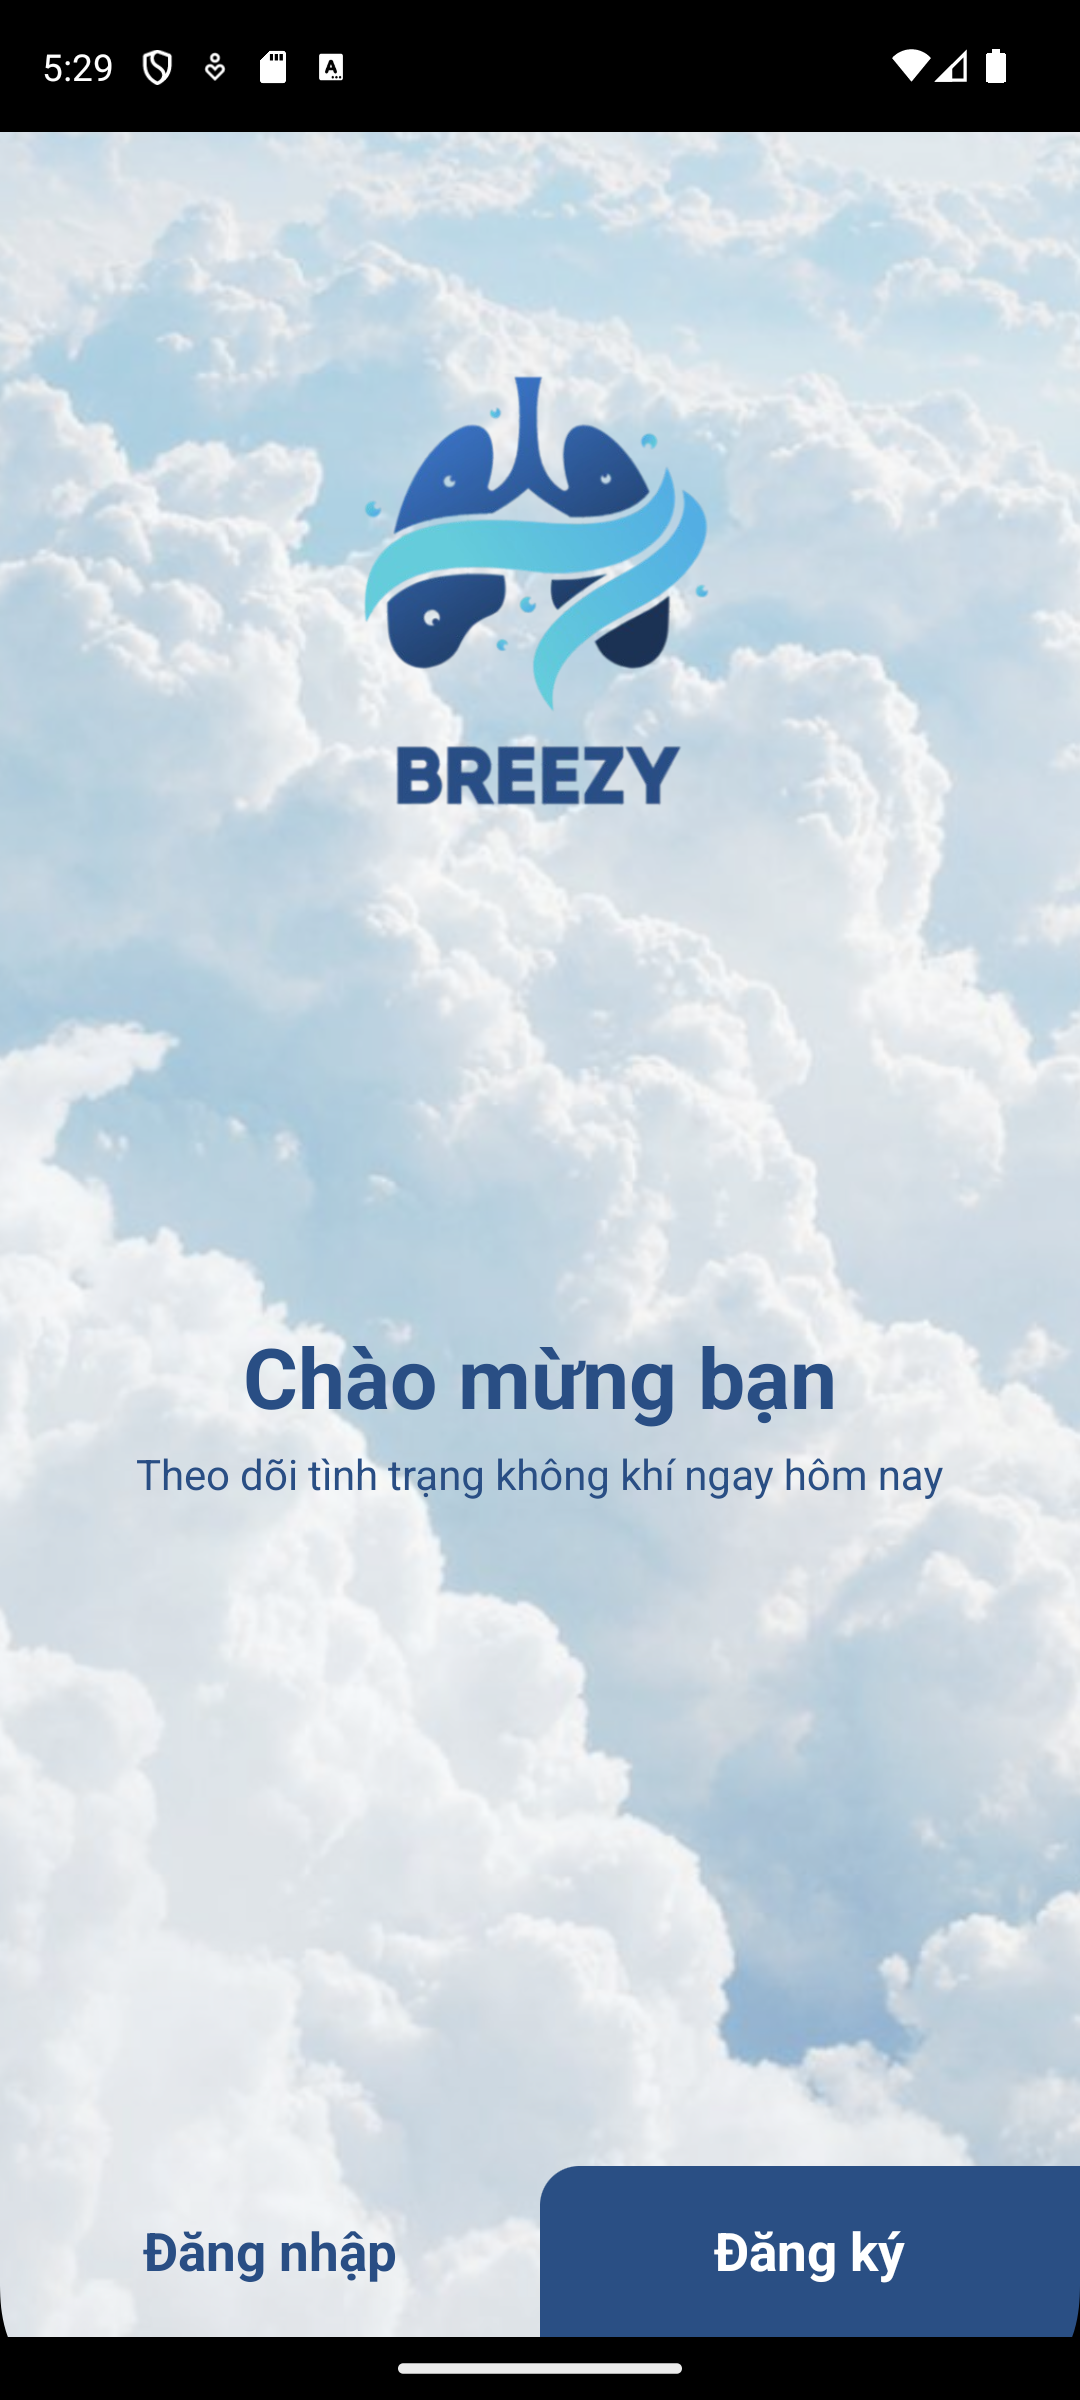 5:29
BREEZY
Chào mừng bạn
Theo dõi tình trạng không khí ngay hôm nay
Đăng nhập
Đăng ký